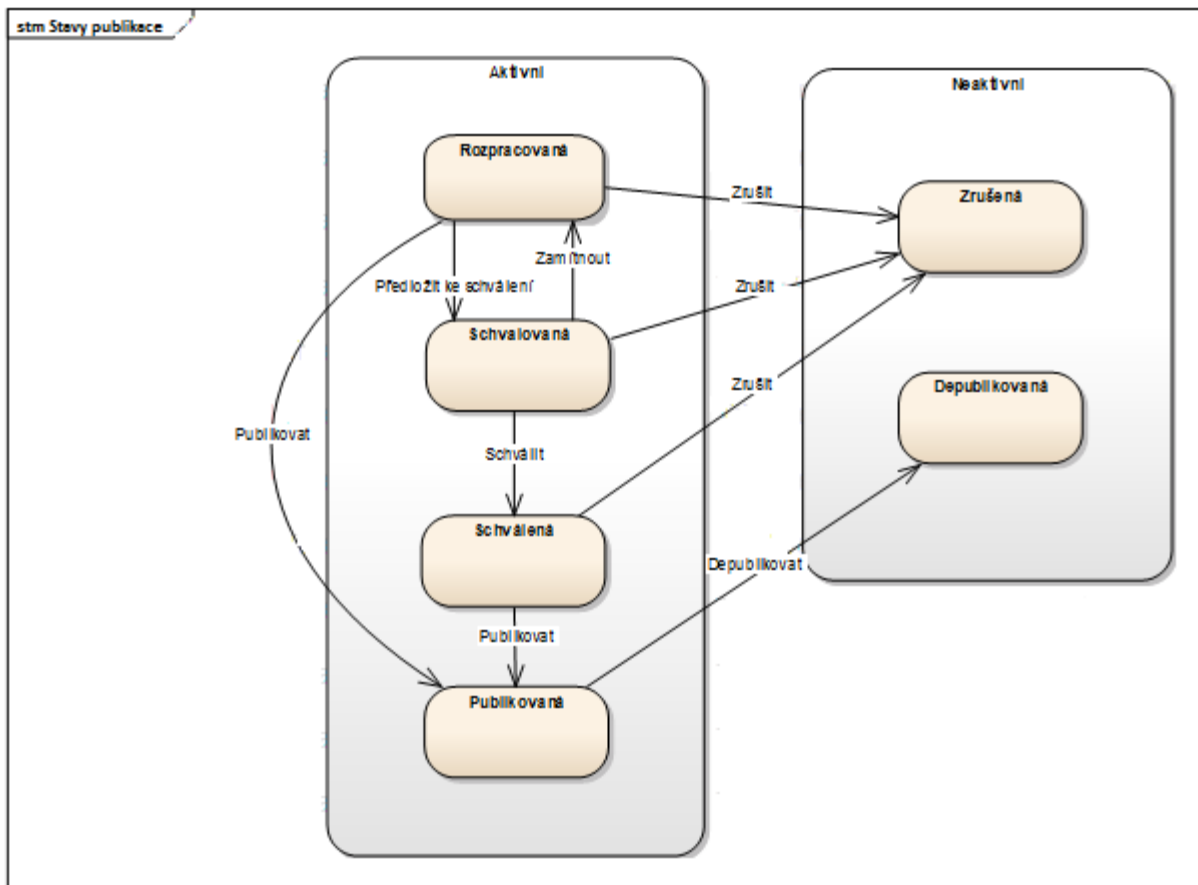 stm Stavy publikace
Aktivní
Neaktivní
Rozpracovaná
Zrušit
Zrušená
Zamítnout
Předložit ke schválení
Zrušit
Schvalovaná
Zrušit
Depublikovaná
Publikovat
Schválit
Schválená
Depublikovat
Publikovat
Publikovaná